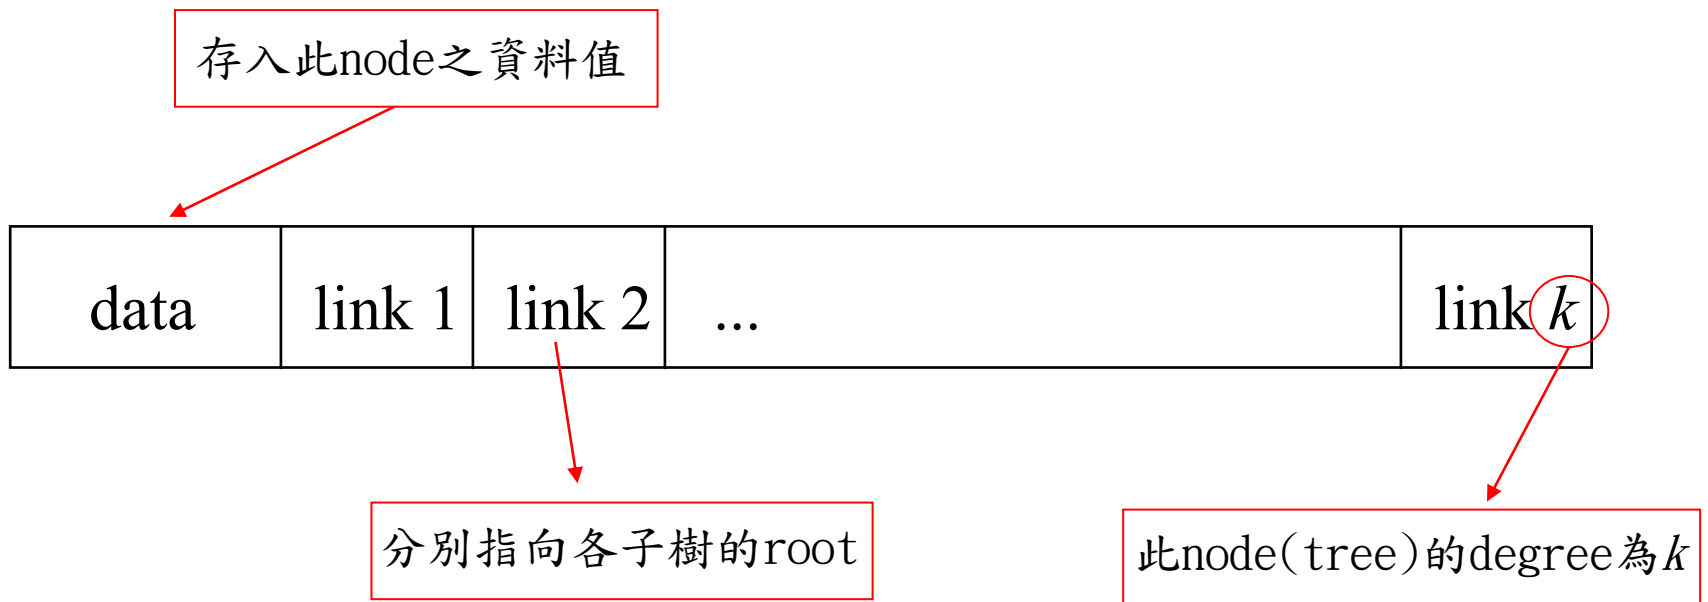 存入此node之資料值
data link 1 link 2 ... link k
分別指向各子樹的root
此node(tree)的degree為k